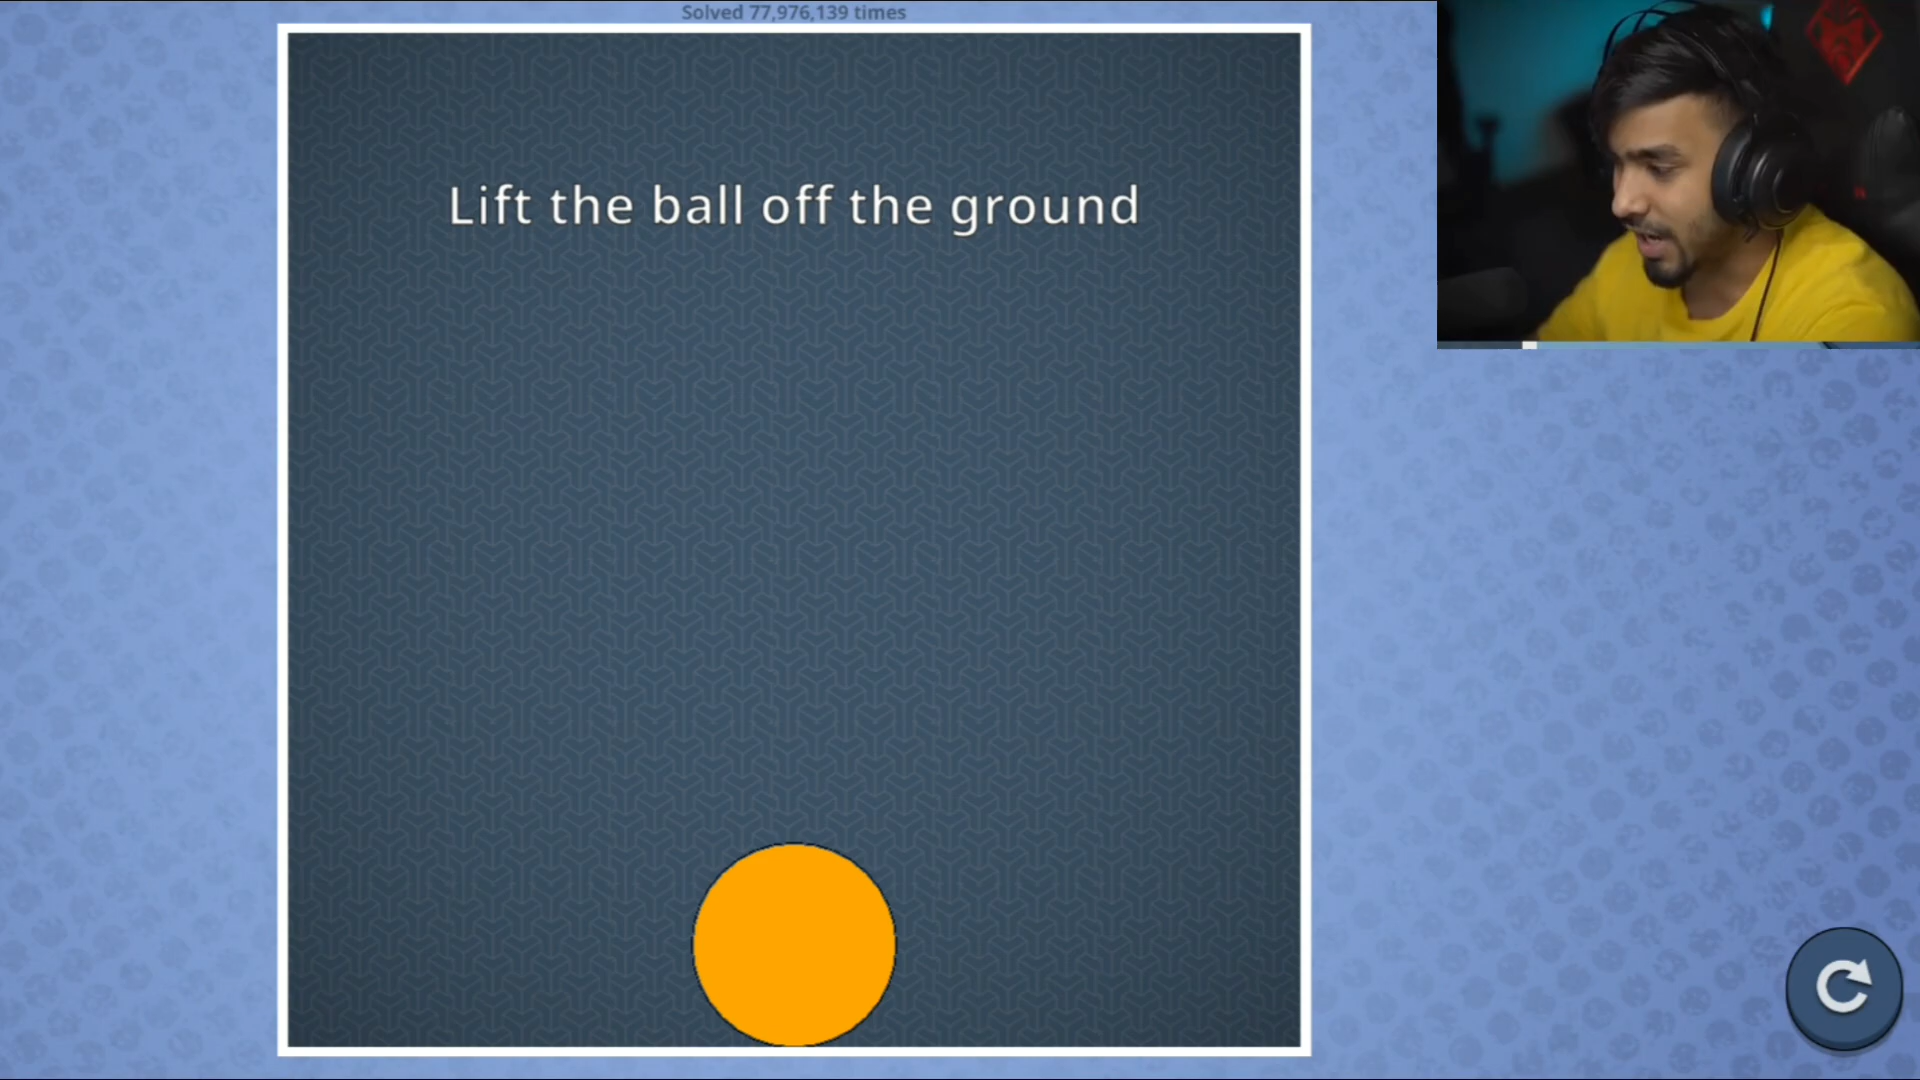 Solved 77,976,139 times
Lift the ball off the ground